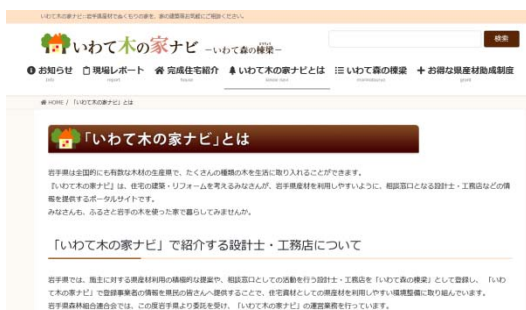 いわて木の家ナビ：岩手県産材でぬくもりの家を、家の建築等お気軽にご相談ください。
いわて木の家ナビ －いわて森の棟梁－
検索
お知らせ 現場レポート 完成住宅紹介 いわて木の家ナビとは いわて森の棟梁 お得な県産材助成制度
HOME / 「いわて木の家ナビ」とは
「いわて木の家ナビ」とは
岩手県は全国的にも有数な木材の生産県で、たくさんの種類の木を生活に取り入れることができます。
『いわて木の家ナビ』は、住宅の建築・リフォームを考えるみなさんが、岩手県産材を利用しやすいように、相談窓口となる設計士・工務店などの情
報を提供するポータルサイトです。
みなさんも、ふるさと岩手の木を使った家で暮らしてみませんか。
「いわて木の家ナビ」で紹介する設計士・工務店について
岩手県では、施主に対する県産材利用の積極的な提案や、相談窓口としての活動を行う設計士・工務店を「いわて森の棟梁」として登録し、「いわ
て木の家ナビ」で登録事業者の情報を県民の皆さんへ提供することで、住宅資材としての県産材を利用しやすい環境整備に取り組んでいます。
岩手県森林組合連合会では、この度岩手県より委託を受け、「いわて木の家ナビ」の運営業務を行っています。